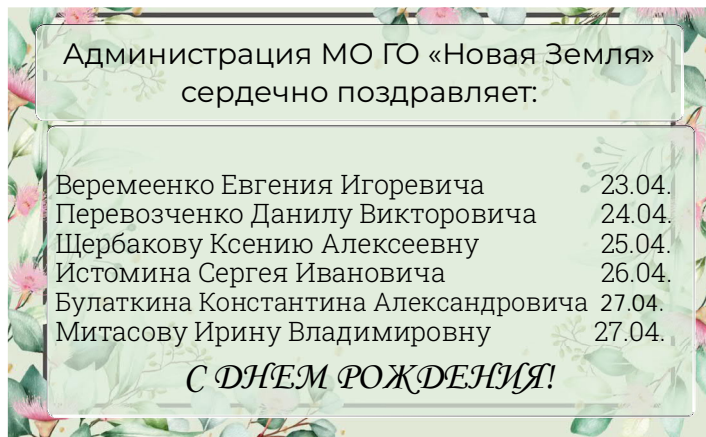 Администрация МО ГО «Новая Земля»
сердечно поздравляет:
Веремеенко Евгения Игоревича 23.04.
Перевозченко Данилу Викторовича 24.04.
Щербакову Ксению Алексеевну 25.04.
Истомина Сергея Ивановича 26.04.
Булаткина Константина Александровича 27.04.
Митасову Ирину Владимировну 27.04.
С ДНЕМ РОЖДЕНИЯ!